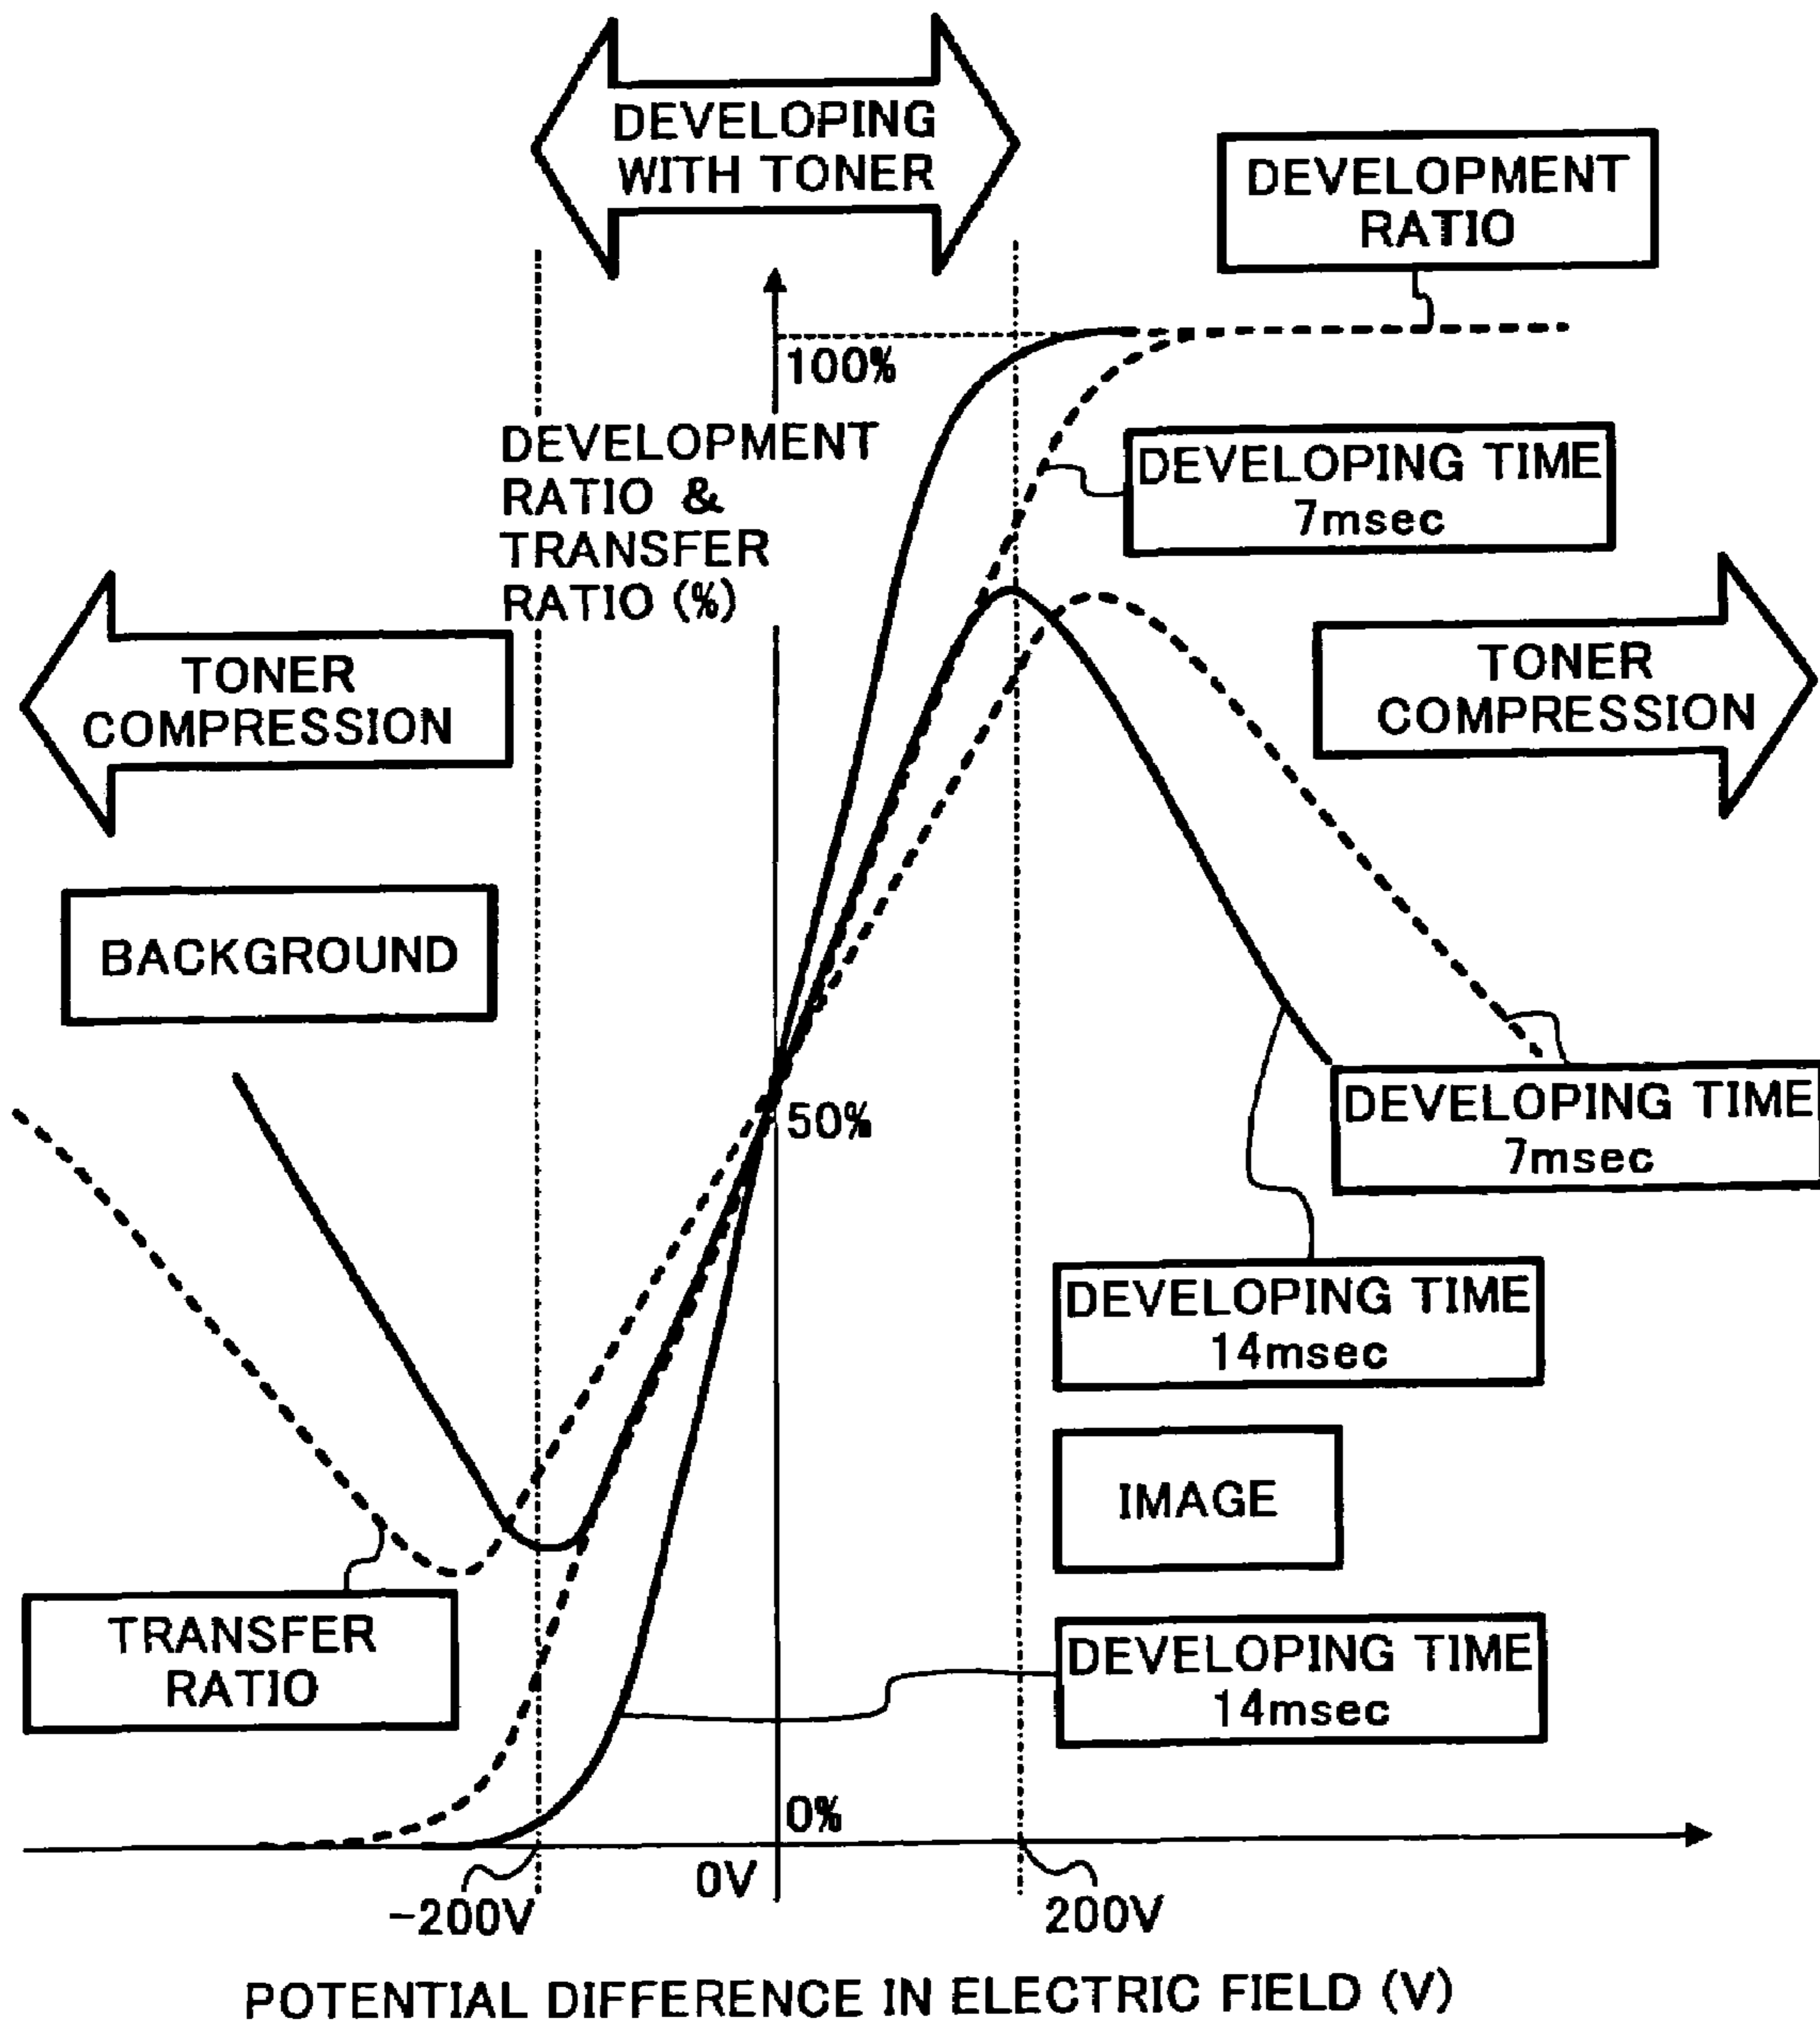 DEVELOPING
WITH TONER
DEVELOPMENT
RATIO
100%
DEVELOPMENT
RATIO &
TRANSFER
RATIO (%)
DEVELOPING TIME
7msec
TONER
COMPRESSION
TONER
COMPRESSION
BACKGROUND
50%
DEVELOPING TIME
7msec
DEVELOPING TIME
14msec
IMAGE
TRANSFER
RATIO
DEVELOPING TIME
14msec
0%
0V
-200V
200V
POTENTIAL DIFFERENCE IN ELECTRIC FIELD (V)